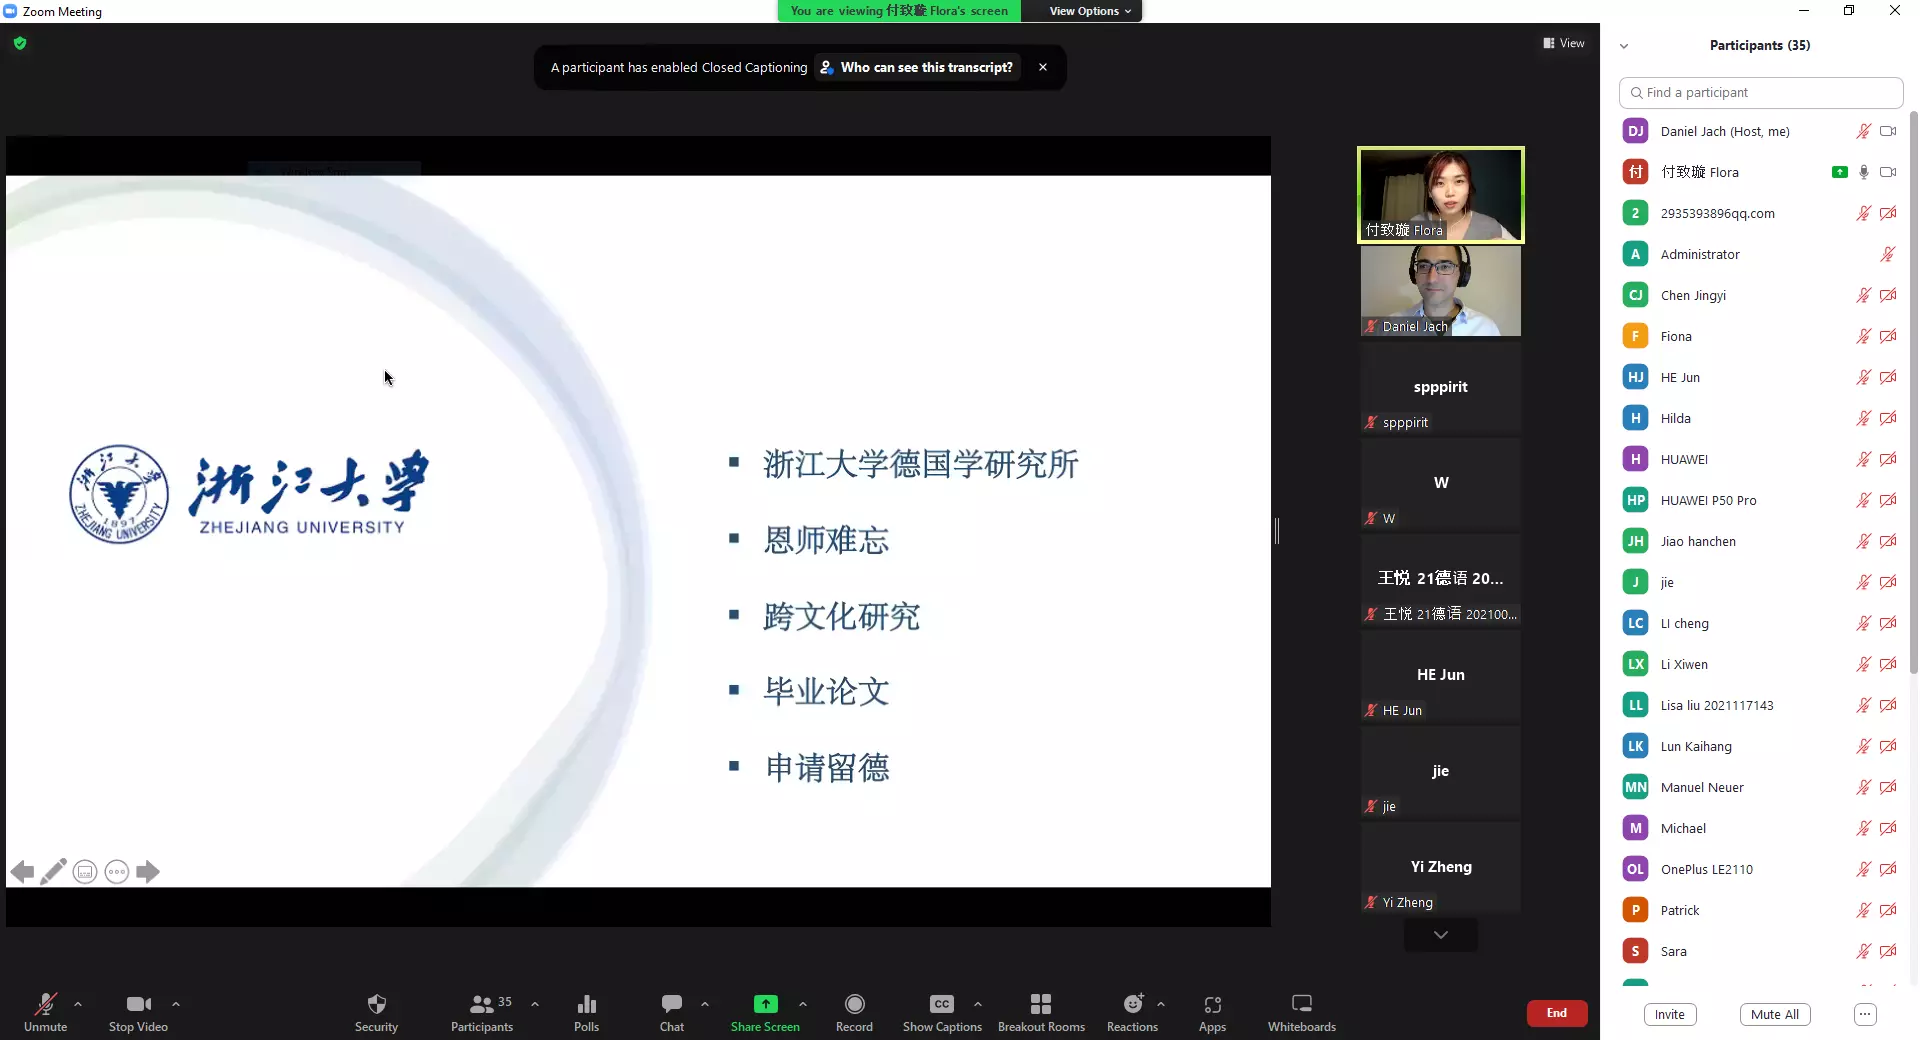 Zoom Meeting
You are viewing 付致璇 Flora's screen
View Options
A participant has enabled Closed Captioning
Who can see this transcript?
View
浙江大学
ZHEJIANG UNIVERSITY
浙江大学
1897
ZHEJIANG UNIVERSITY
浙江大学德国学研究所
恩师难忘
跨文化研究
毕业论文
申请留德
付致璇 Flora
Daniel Jach
spppirit
spppirit
W
W
王悦 21德语 20...
王悦 21德语 202100...
HE Jun
HE Jun
jie
jie
Yi Zheng
Yi Zheng
Participants (35)
Find a participant
DJ Daniel Jach (Host, me)
付 付致璇 Flora
2 2935393896qq.com
A Administrator
CJ Chen Jingyi
F Fiona
HJ HE Jun
H Hilda
H HUAWEI
HP HUAWEI P50 Pro
JH Jiao hanchen
J jie
LC LI cheng
LX Li Xiwen
LL Lisa liu 2021117143
LK Lun Kaihang
MN Manuel Neuer
M Michael
OL OnePlus LE2110
P Patrick
S Sara
Invite
Mute All
Unmute
Stop Video
Security
35
Participants
Polls
Chat
Share Screen
Record
CC
Show Captions
Breakout Rooms
Reactions
Apps
Whiteboards
End